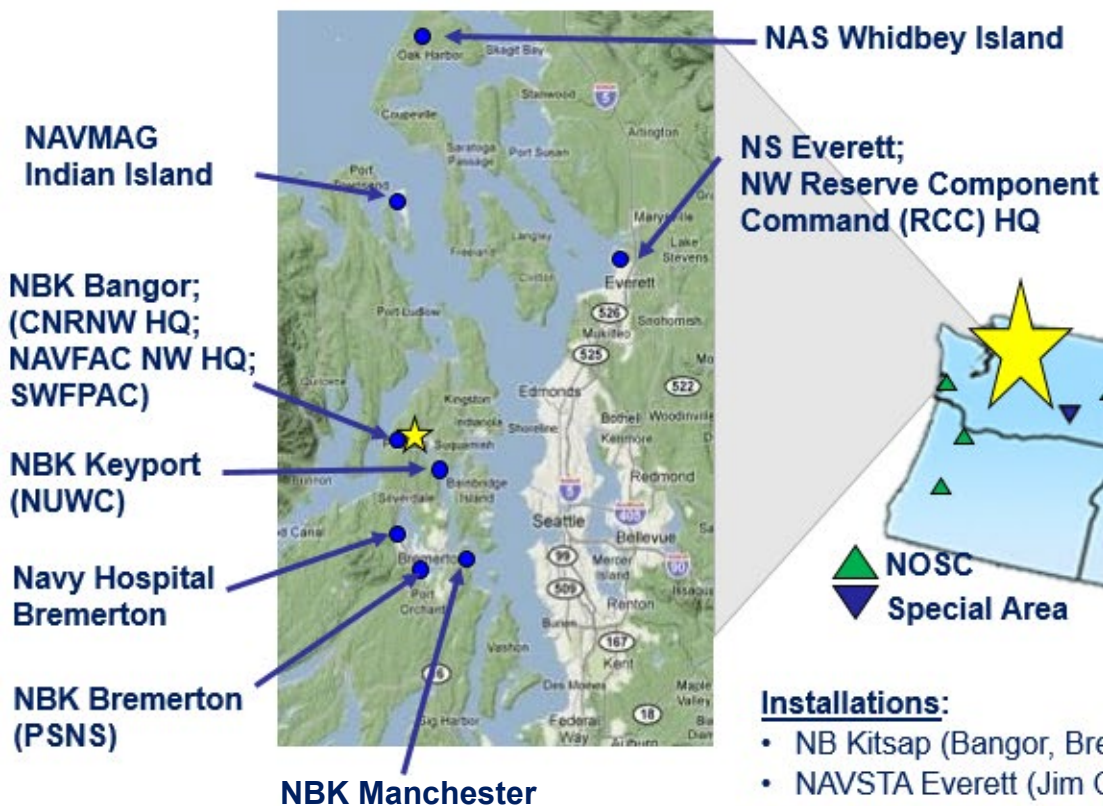 NAS Whidbey Island
NAVMAG
Indian Island
NS Everett;
NW Reserve Component
Command (RCC) HQ
NBK Bangor;
(CNRNW HQ;
NAVFAC NW HQ;
SWFPAC)
NBK Keyport
(NUWC)
Navy Hospital
Bremerton
NBK Bremerton
(PSNS)
NBK Manchester
Oak Harbor
Skagit Bay
Stanwood
5
Coupeville
Arlington
Saratoga
Passage
Port Susan
Port
Marysville
Lake
Stevens
Langley
Freeland
Clinton
Everett
Port Ludlow
526
Snohomish
Mukilteo
525
Quilcene
522
Edmonds
Kingston
Indianola
Bothell
Woodinville
Shoreline
Kenmore
Suquamish
Redmond
Bainbridge
Island
Silverdale
5
405
Seattle
Bellevue
Canal
Bremerton
99
Mercer
Island
90
Port
Orchard
509
Renton
Burien
Vashon
167
Kent
16
Des Moines
Maple
Valley
Gig Harbor
18
Federal
Way
Auburn
NOSC
Special Area
Installations:
• NB Kitsap (Bangor, Bre
• NAVSTA Everett (Jim